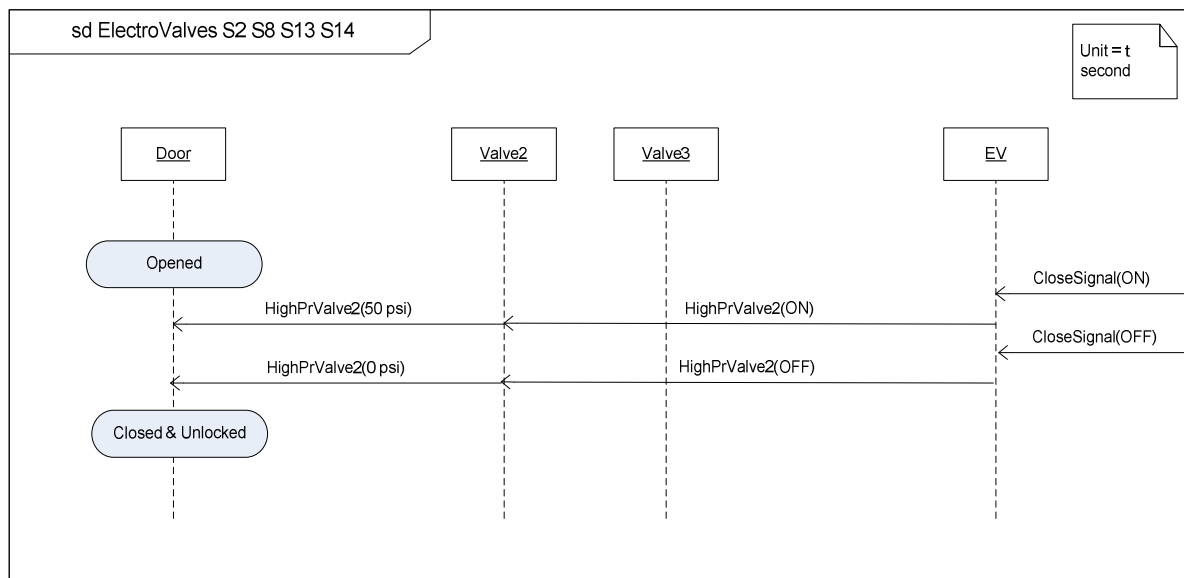 sd ElectroValves S2 S8 S13 S14
Unit = t
second
Door
Valve2
Valve3
EV
Opened
CloseSignal(ON)
HighPrValve2(50 psi)
HighPrValve2(ON)
CloseSignal(OFF)
HighPrValve2(0 psi)
HighPrValve2(OFF)
Closed & Unlocked